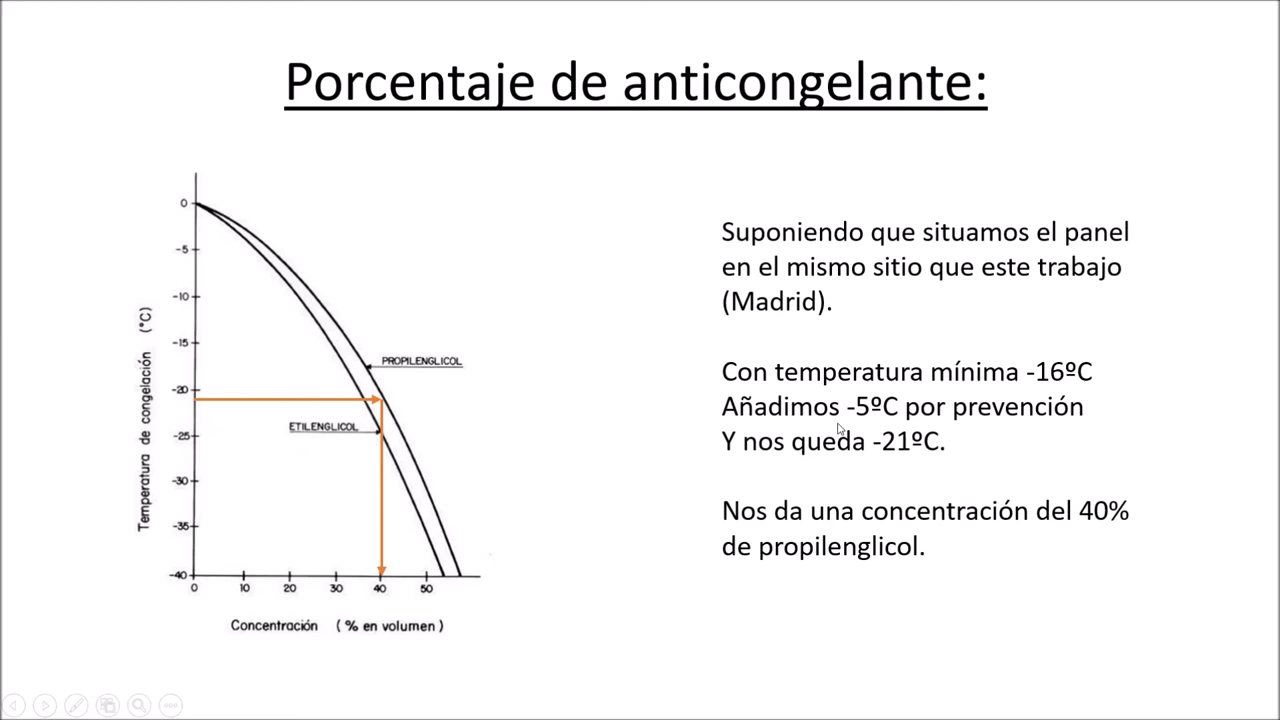 Porcentaje de anticongelante:
0
-5
-10
-15
-20
-25
-30
-35
-40
Temperatura de congelación (°C)
PROPILENGLICOL
ETILENGLICOL
0 10 20 30 40 50
Concentración ( % en volumen )
Suponiendo que situamos el panel
en el mismo sitio que este trabajo
(Madrid).
Con temperatura mínima -16ºC
Añadimos -5ºC por prevención
Y nos queda -21ºC.
Nos da una concentración del 40%
de propilenglicol.